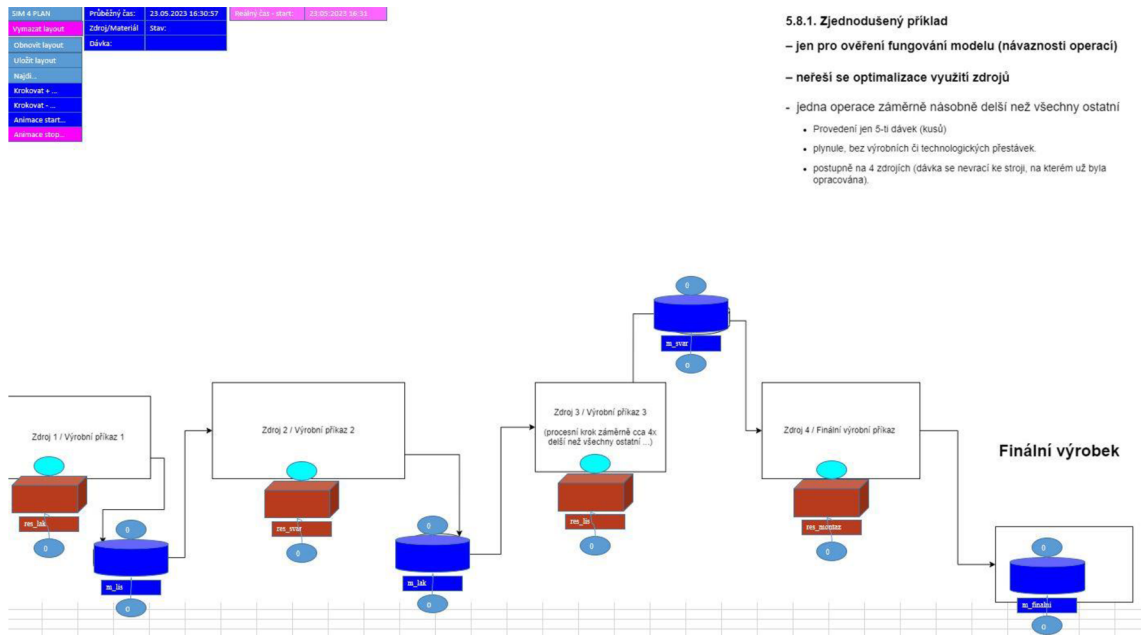 SIM 4 PLAN
Průběžný čas: 23.05.2023 16:30:57
Reálný čas - start: 23.05.2023 16:31
Vymazat layout
Zdroj/Materiál Stav:
Obnovit layout
Dávka:
Uložit layout
Najdi...
Krokovat + ...
Krokovat - ...
Animace start...
Animace stop...
5.8.1. Zjednodušený příklad
– jen pro ověření fungování modelu (návaznosti operací)
– neřeší se optimalizace využití zdrojů
- jedna operace záměrně násobně delší než všechny ostatní
• Provedení jen 5-ti dávek (kusů)
• plynule, bez výrobních či technologických přestávek.
• postupně na 4 zdrojích (dávka se nevrací ke stroji, na kterém už byla
opracována).
0
m_svar
0
Zdroj 1 / Výrobní příkaz 1
res_lak
0
0
m_lis
0
Zdroj 2 / Výrobní příkaz 2
res_svar
0
0
m_lak
0
Zdroj 3 / Výrobní příkaz 3
(procesní krok záměrně cca 4x
delší než všechny ostatní ...)
res_lis
0
Zdroj 4 / Finální výrobní příkaz
res_montaz
0
Finální výrobek
0
m_finalni
0